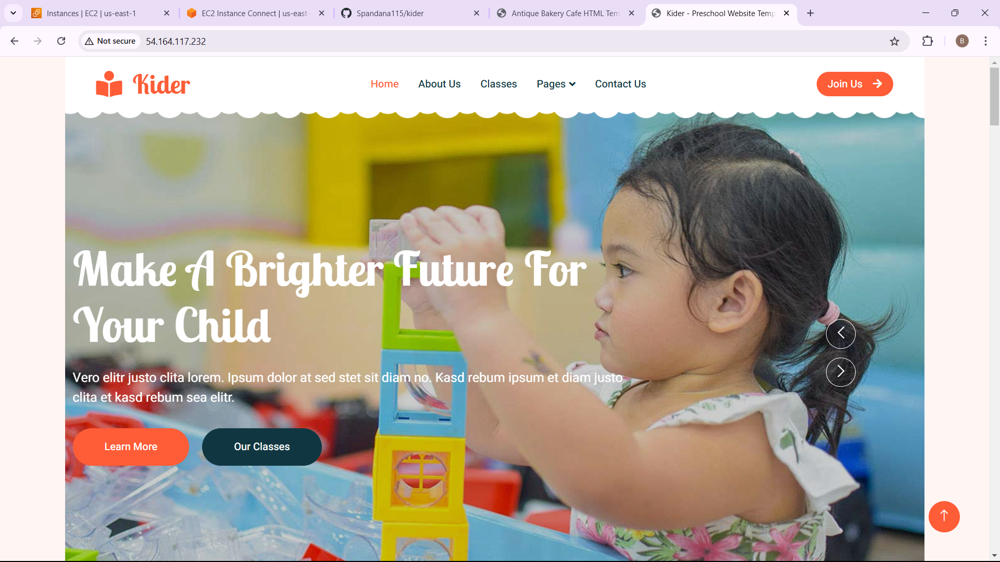 Instances | EC2 | us-east-1
EC2 Instance Connect | us-east-
Spandana115/kider
Antique Bakery Cafe HTML Tem
Kider - Preschool Website Temp
Not secure
54.164.117.232
B
Kider
Home
About Us
Classes
Pages
Contact Us
Join Us
Make A Brighter Future For
Your Child
Vero elitr justo clita lorem. Ipsum dolor at sed stet sit diam no. Kasd rebum ipsum et diam justo
clita et kasd rebum sea elitr.
Learn More
Our Classes